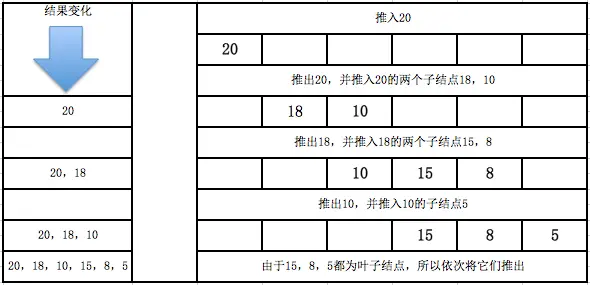 结果变化
推入20
20
推出20，并推入20的两个子结点18，10
20
18 10
推出18，并推入18的两个子结点15，8
20，18
10 15 8
推出10，并推入10的子结点5
20，18，10
15 8 5
20，18，10，15，8，5
由于15，8，5都为叶子结点，所以依次将它们推出